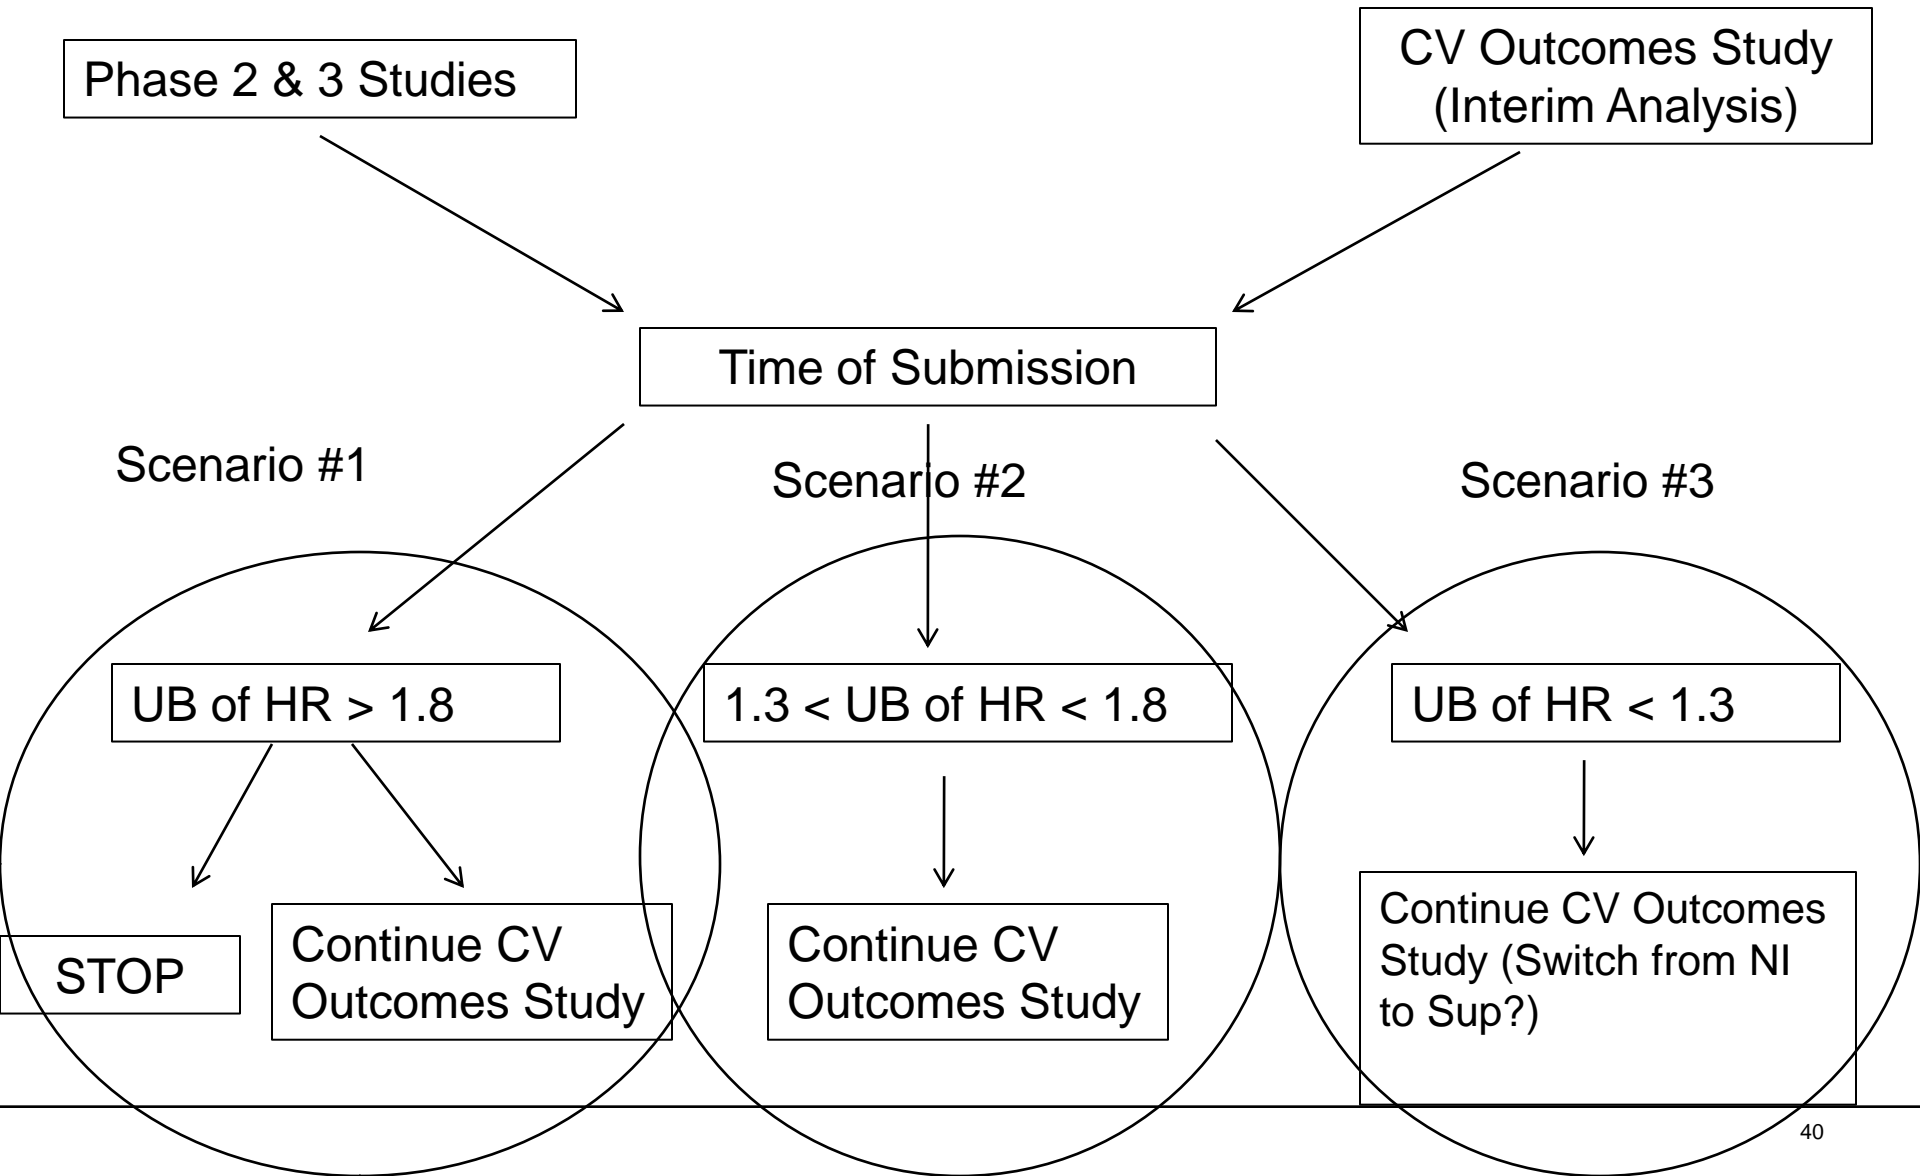 Phase 2 & 3 Studies
CV Outcomes Study
(Interim Analysis)
Time of Submission
Scenario #1
Scenario #2
Scenario #3
UB of HR > 1.8
1.3 < UB of HR < 1.8
UB of HR < 1.3
STOP
Continue CV
Outcomes Study
Continue CV
Outcomes Study
Continue CV Outcomes
Study (Switch from NI
to Sup?)
40